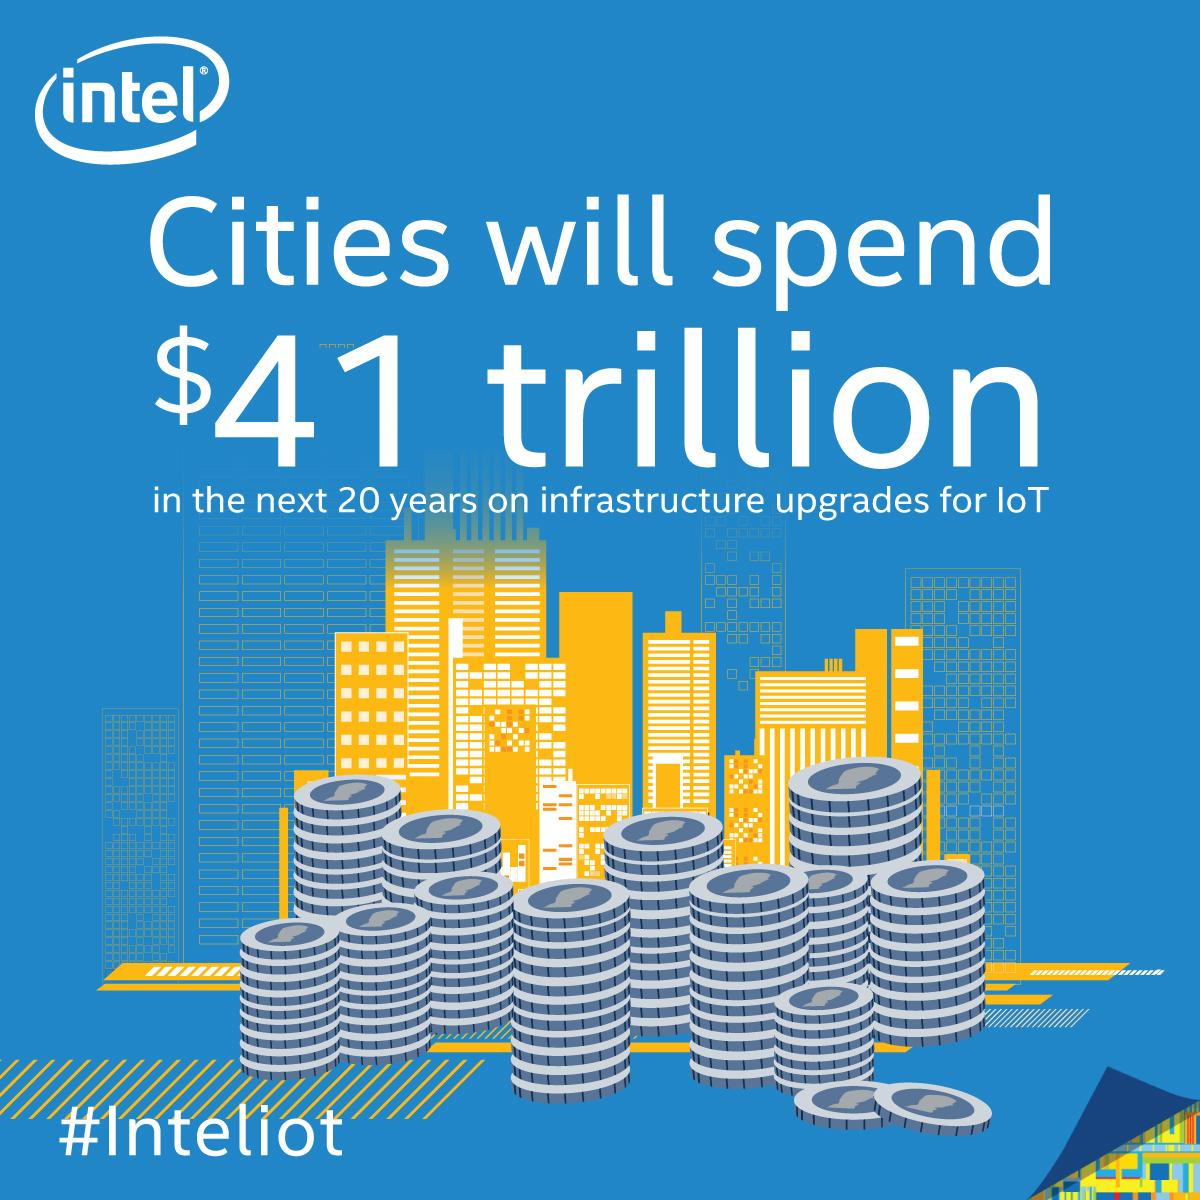 intel®
Cities will spend
$41 trillion
in the next 20 years on infrastructure upgrades for IoT
#Inteliot